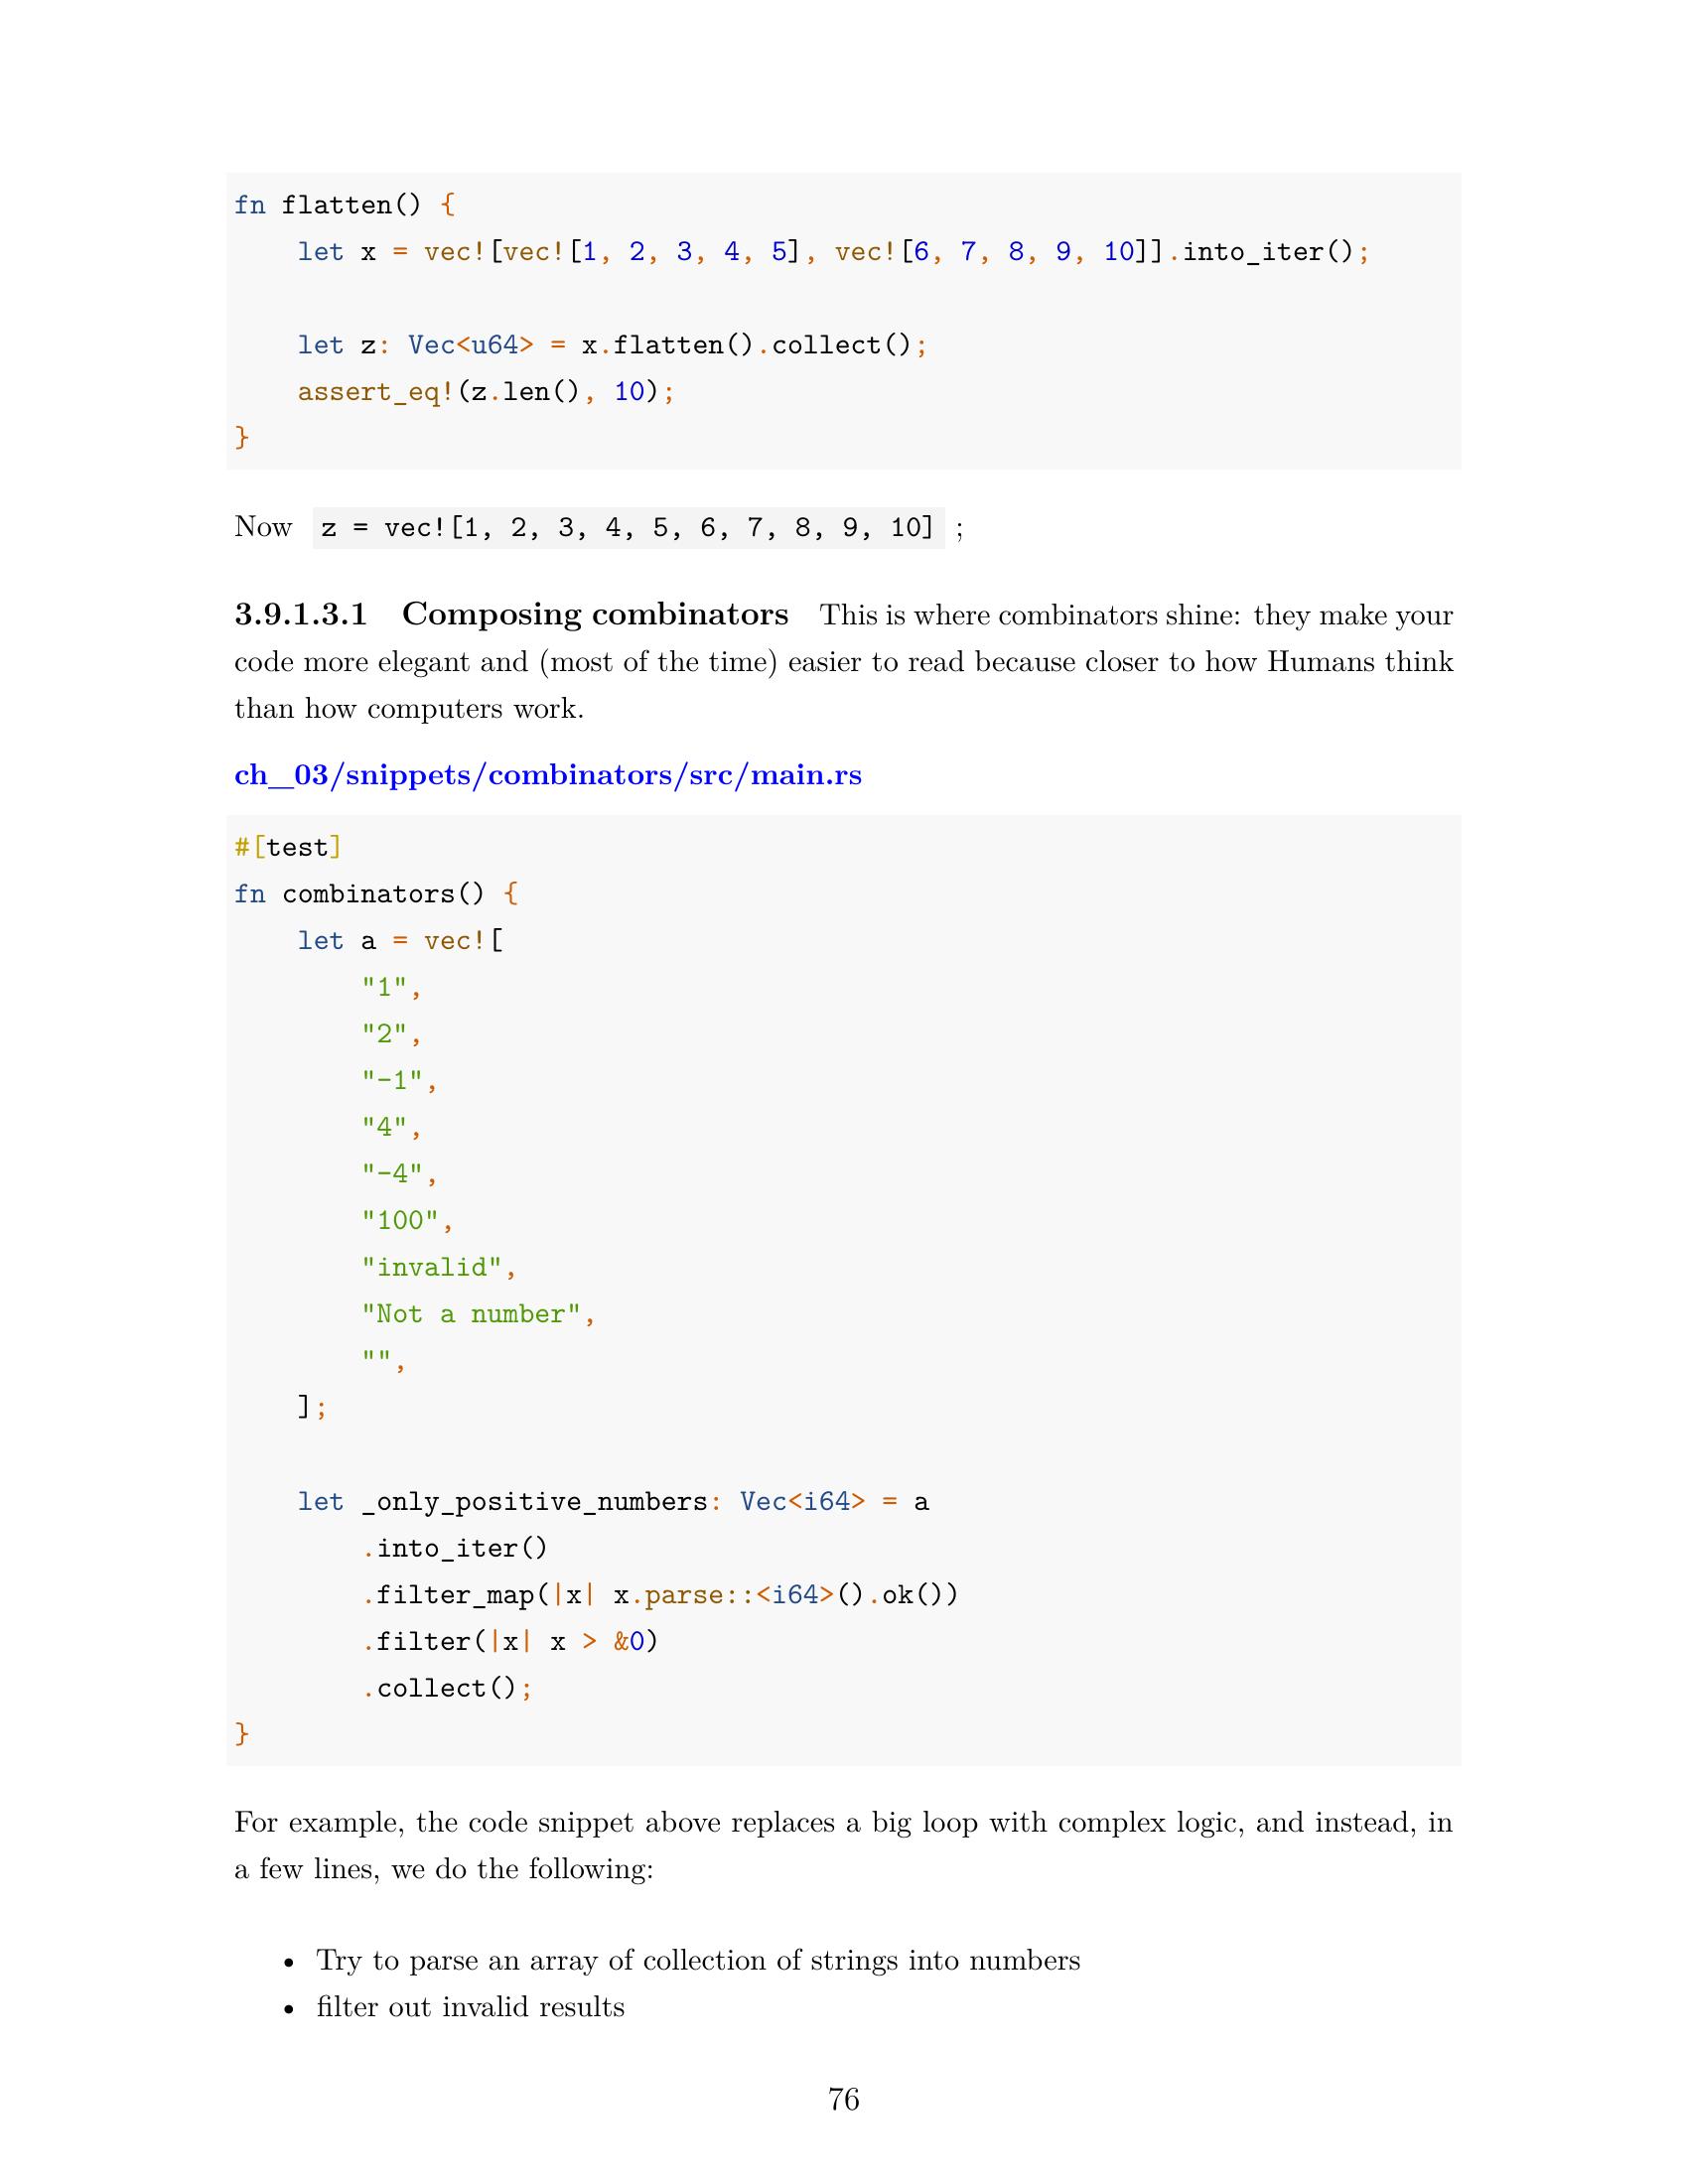 fn flatten() {
    let x = vec![vec![1, 2, 3, 4, 5], vec![6, 7, 8, 9, 10]].into_iter();

    let z: Vec<u64> = x.flatten().collect();
    assert_eq!(z.len(), 10);
}
Now z = vec![1, 2, 3, 4, 5, 6, 7, 8, 9, 10] ;
3.9.1.3.1 Composing combinators This is where combinators shine: they make your
code more elegant and (most of the time) easier to read because closer to how Humans think
than how computers work.
ch_03/snippets/combinators/src/main.rs
#[test]
fn combinators() {
    let a = vec![
        "1",
        "2",
        "-1",
        "4",
        "-4",
        "100",
        "invalid",
        "Not a number",
        "",
    ];

    let _only_positive_numbers: Vec<i64> = a
        .into_iter()
        .filter_map(|x| x.parse::<i64>().ok())
        .filter(|x| x > &0)
        .collect();
}
For example, the code snippet above replaces a big loop with complex logic, and instead, in
a few lines, we do the following:
• Try to parse an array of collection of strings into numbers
• filter out invalid results
76